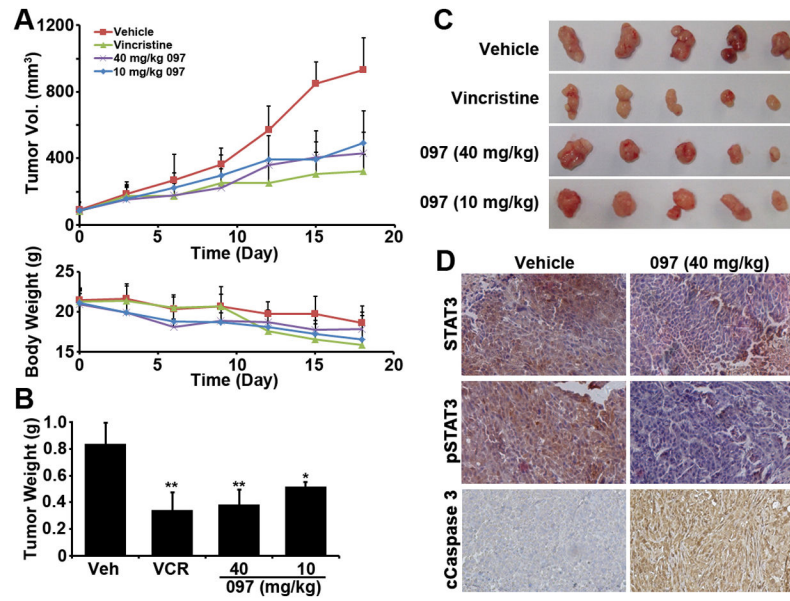 A
Tumor Vol. (mm³)
1200
800
400
0
Vehicle
Vincristine
40 mg/kg 097
10 mg/kg 097
0
5
10
15
20
Time (Day)
Body Weight (g)
25
20
15
0
5
10
15
20
Time (Day)
B
Tumor Weight (g)
1.0
0.8
0.6
0.4
0.2
0
**
**
*
Veh
VCR
40
10
097 (mg/kg)
C
Vehicle
Vincristine
097 (40 mg/kg)
097 (10 mg/kg)
D
Vehicle
097 (40 mg/kg)
STAT3
pSTAT3
cCaspase 3